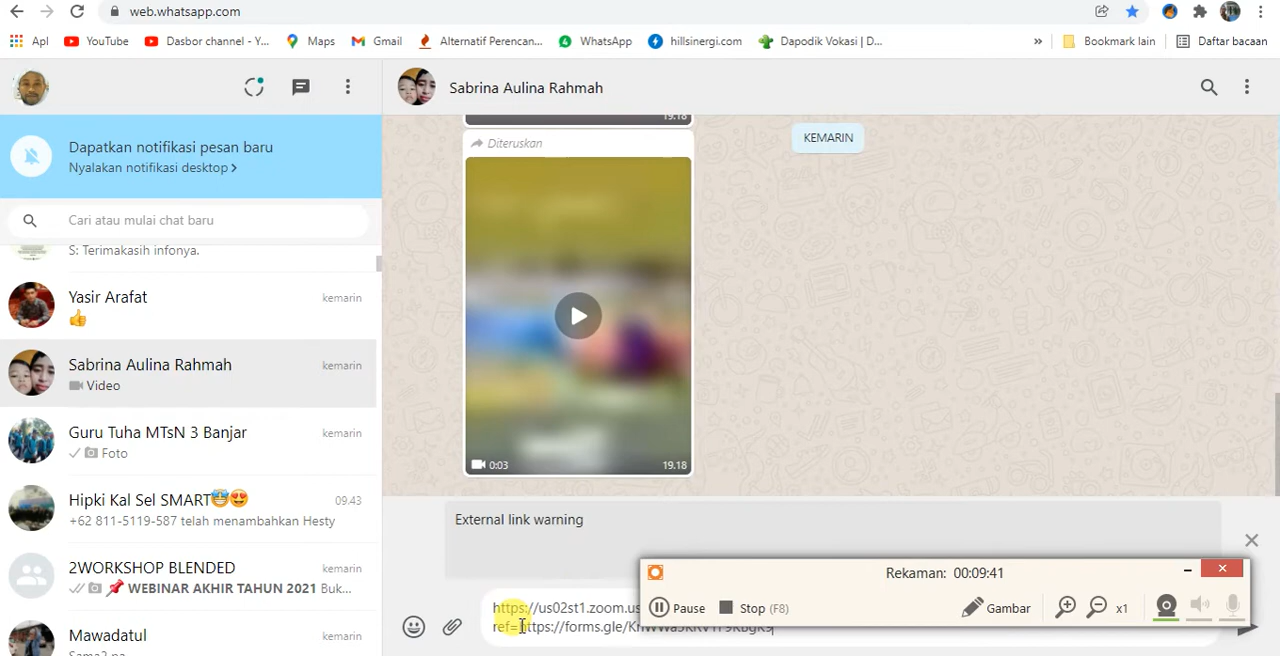 web.whatsapp.com
Apl
YouTube
Dasbor channel - Y...
Maps
Gmail
Alternatif Perencan...
WhatsApp
hillsinergi.com
Dapodik Vokasi | D...
»
Bookmark lain
Daftar bacaan
Sabrina Aulina Rahmah
Dapatkan notifikasi pesan baru
Nyalakan notifikasi desktop >
Cari atau mulai chat baru
S: Terimakasih infonya.
Yasir Arafat
kemarin
👍
Sabrina Aulina Rahmah
kemarin
Video
Guru Tuha MTsN 3 Banjar
kemarin
Foto
Hipki Kal Sel SMART🤩😍
09.43
+62 811-5119-587 telah menambahkan Hesty
2WORKSHOP BLENDED
kemarin
📌 WEBINAR AKHIR TAHUN 2021 Buk...
Mawadatul
kemarin
19.18
KEMARIN
Diteruskan
0:03
19.18
External link warning
https://us02st1.zoom.us
ref=https://forms.gle/
Rekaman: 00:09:41
Pause
Stop (F8)
Gambar
x1